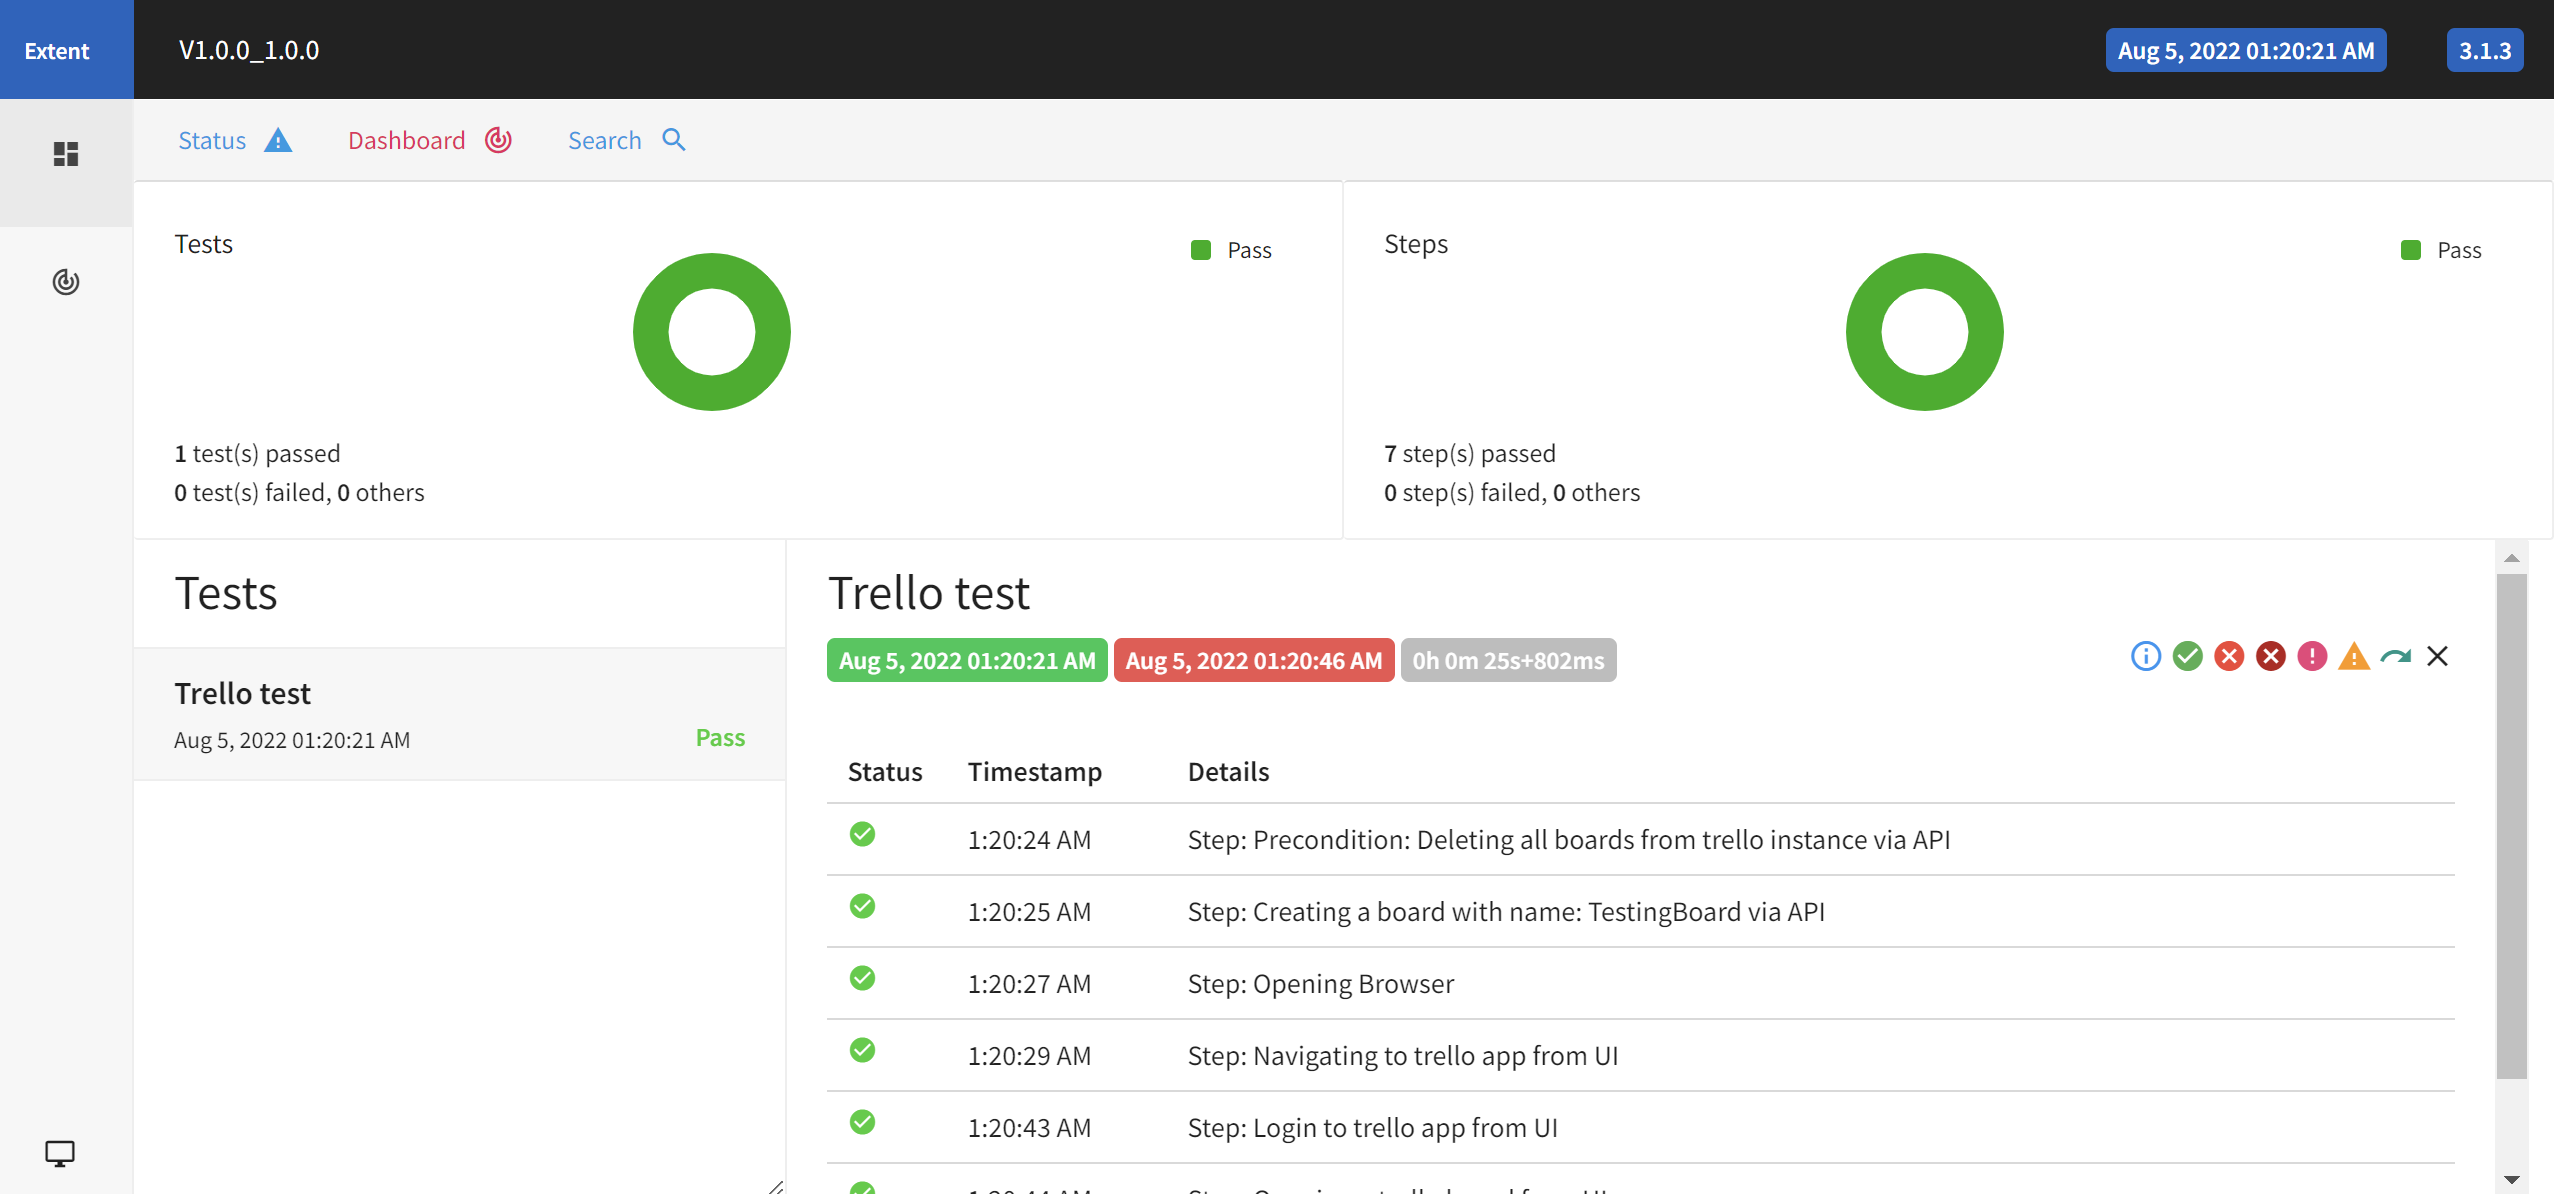 Extent
V1.0.0_1.0.0
Aug 5, 2022 01:20:21 AM
3.1.3
Status
Dashboard
Search
Tests
Pass
1 test(s) passed
0 test(s) failed, 0 others
Steps
Pass
7 step(s) passed
0 step(s) failed, 0 others
Tests
Trello test
Aug 5, 2022 01:20:21 AM
Pass
Trello test
Aug 5, 2022 01:20:21 AM Aug 5, 2022 01:20:46 AM 0h 0m 25s+802ms
Status Timestamp Details
1:20:24 AM Step: Precondition: Deleting all boards from trello instance via API
1:20:25 AM Step: Creating a board with name: TestingBoard via API
1:20:27 AM Step: Opening Browser
1:20:29 AM Step: Navigating to trello app from UI
1:20:43 AM Step: Login to trello app from UI